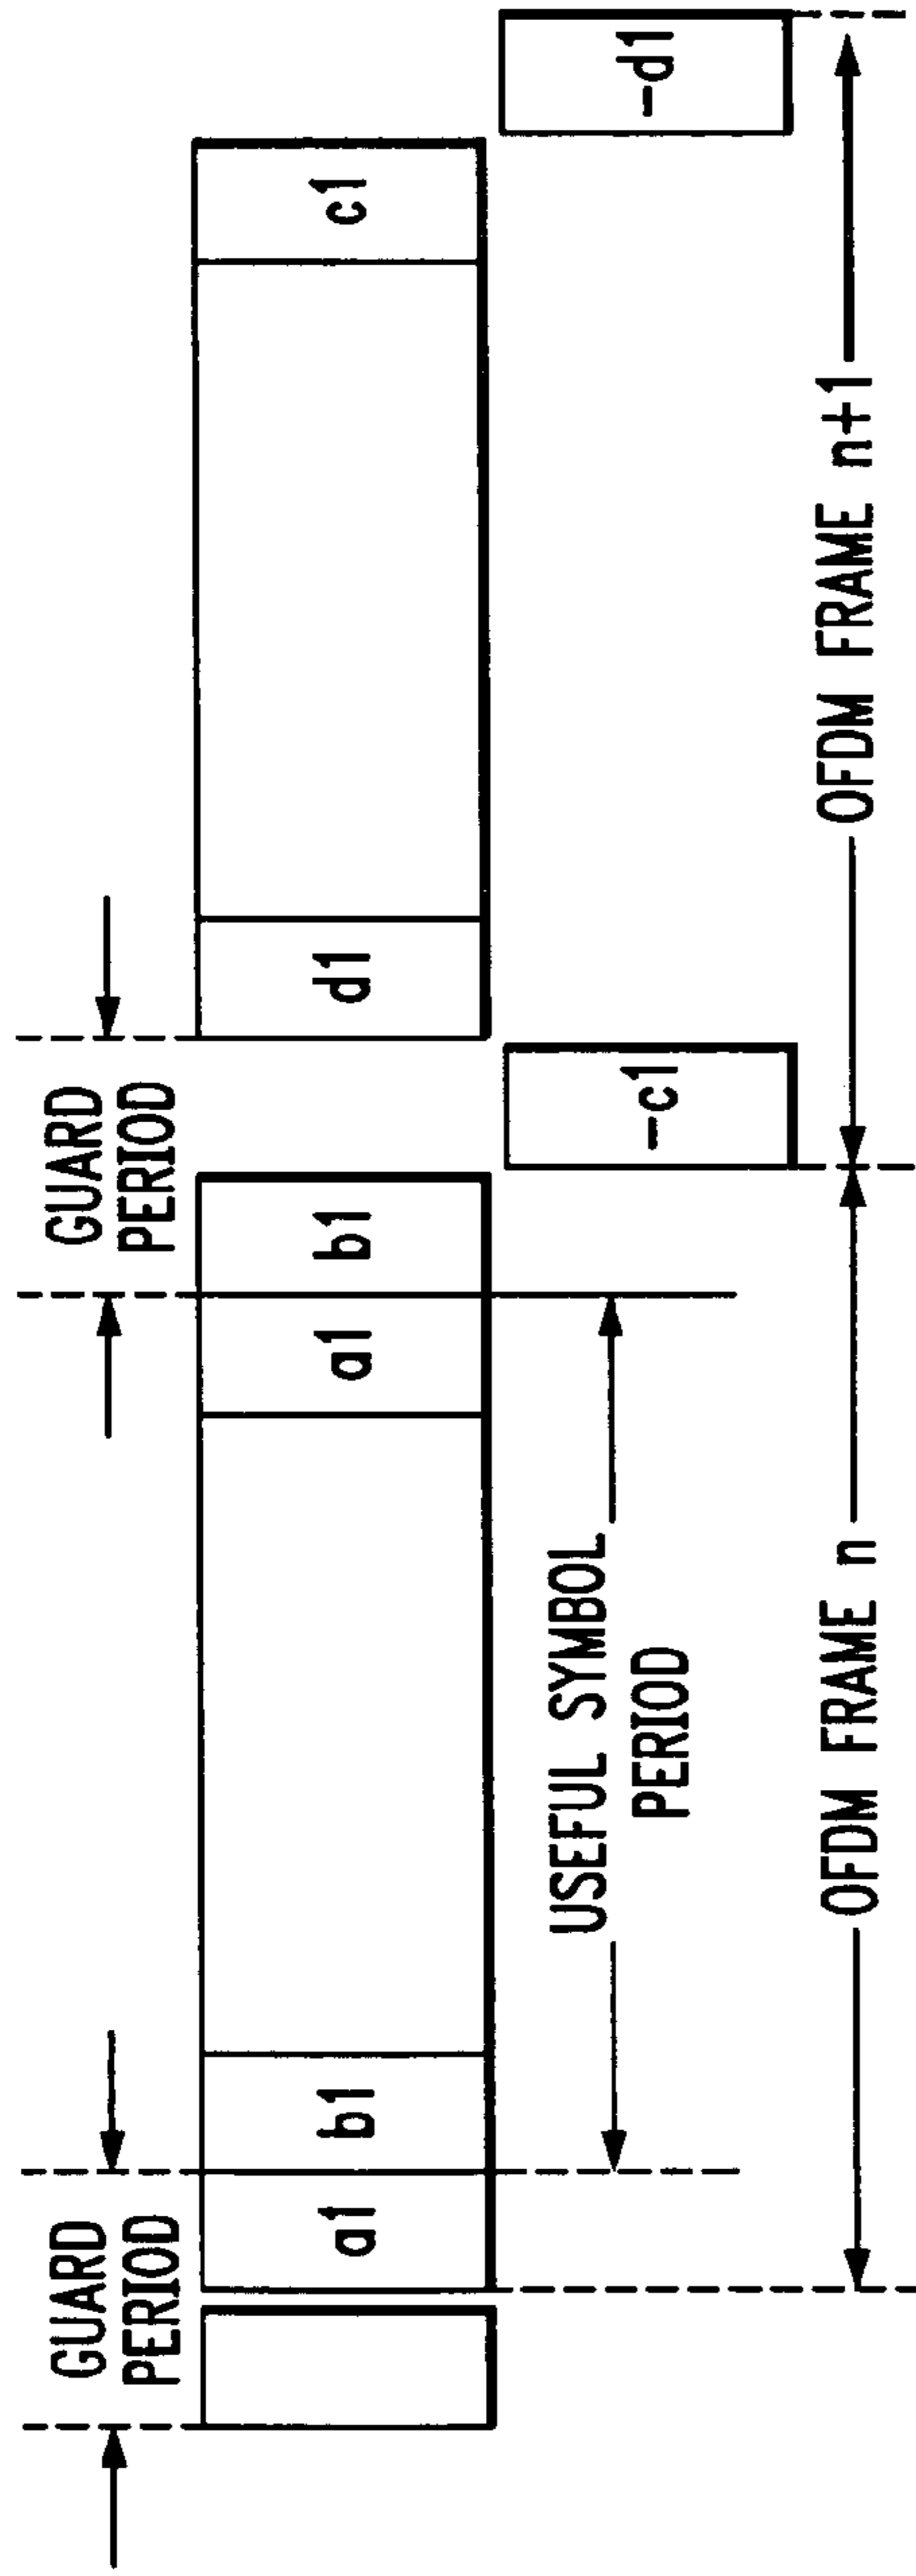 GUARD
PERIOD
GUARD
PERIOD
a1
b1
a1
b1
d1
c1
-c1
-d1
USEFUL SYMBOL
PERIOD
OFDM FRAME n
OFDM FRAME n+1